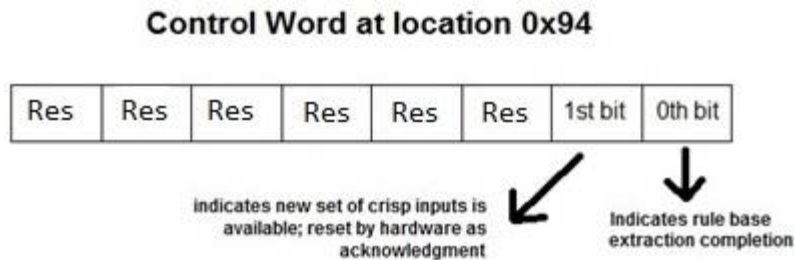 Control Word at location 0x94
Res Res Res Res Res Res 1st bit 0th bit
indicates new set of crisp inputs is
available; reset by hardware as
acknowledgment
Indicates rule base
extraction completion